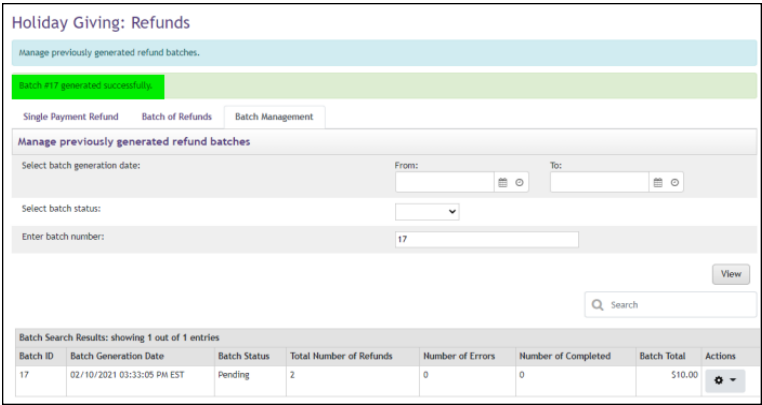 Holiday Giving: Refunds
Manage previously generated refund batches.
Batch #17 generated successfully.
Single Payment Refund Batch of Refunds Batch Management
Manage previously generated refund batches
Select batch generation date: From: To:
Select batch status:
Enter batch number: 17
View
Search
Batch Search Results: showing 1 out of 1 entries
Batch ID Batch Generation Date Batch Status Total Number of Refunds Number of Errors Number of Completed Batch Total Actions
17 02/10/2021 03:33:05 PM EST Pending 2 0 0 $10.00